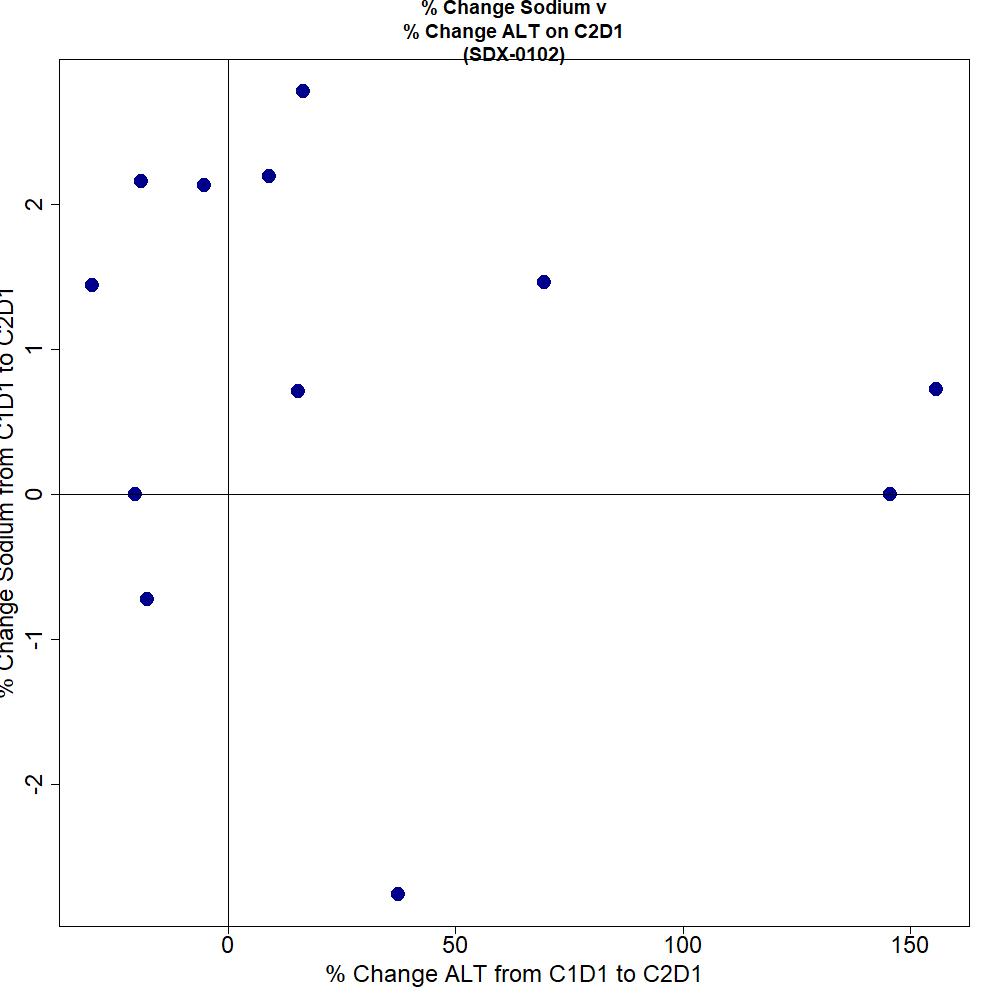 % Change Sodium v
% Change ALT on C2D1
(SDX-0102)
% Change Sodium from C1D1 to C2D1
2
1
0
-1
-2
0
50
100
150
% Change ALT from C1D1 to C2D1